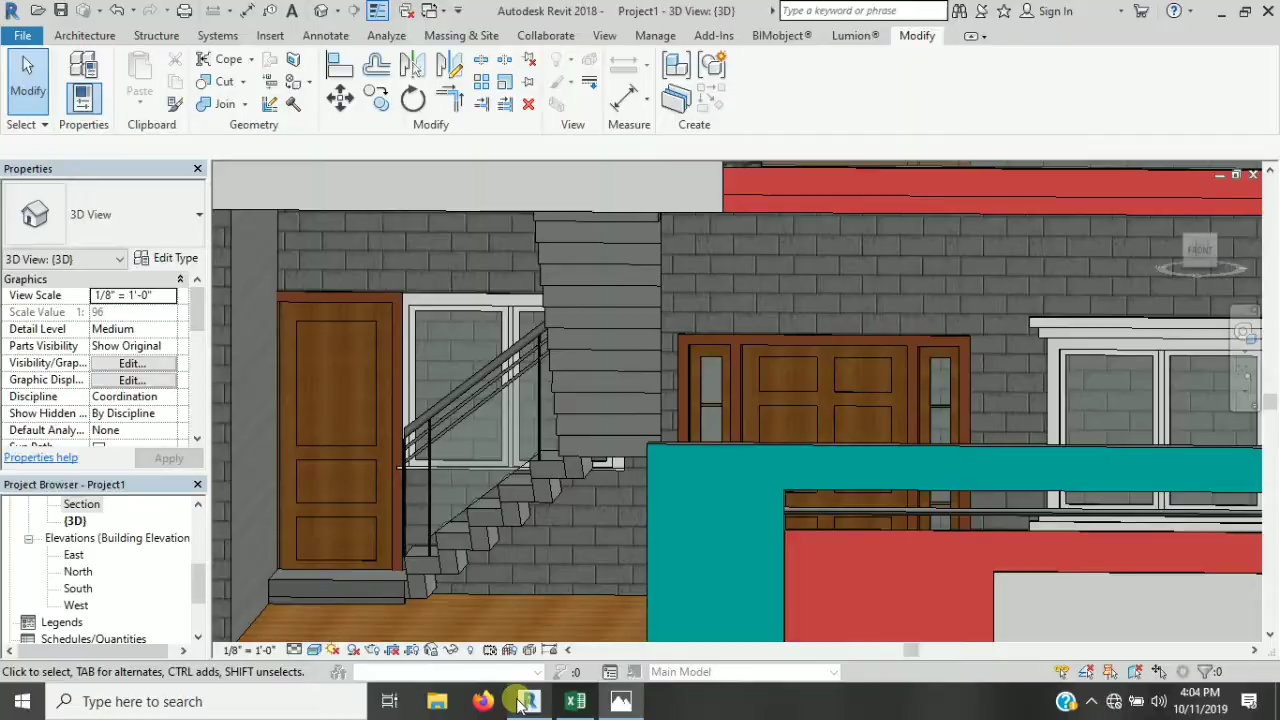 Autodesk Revit 2018 - Project1 - 3D View: {3D}
Type a keyword or phrase
Sign In
File Architecture Structure Systems Insert Annotate Analyze Massing & Site Collaborate View Manage Add-Ins BIMobject® Lumion® Modify
Modify
Properties
Paste
Cope
Cut
Join
Select Properties Clipboard Geometry Modify View Measure Create
Properties
3D View
3D View: {3D} Edit Type
Graphics
View Scale 1/8" = 1'-0"
Scale Value 1: 96
Detail Level Medium
Parts Visibility Show Original
Visibility/Grap... Edit...
Graphic Displ... Edit...
Discipline Coordination
Show Hidden ... By Discipline
Default Analy... None
Properties help Apply
FRONT
Project Browser - Project1
Section
{3D}
Elevations (Building Elevation
East
North
South
West
Legends
Schedules/Quantities
1/8" = 1'-0"
Click to select, TAB for alternates, CTRL adds, SHIFT unselects.
:0
Main Model
:0
Type here to search
4:04 PM
10/11/2019